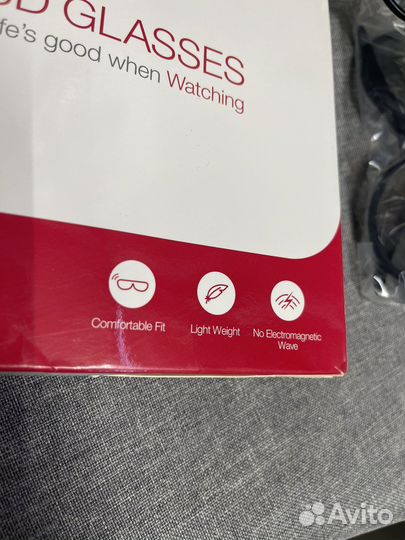 D GLASSES
fe's good when Watching
Comfortable Fit
Light Weight
No Electromagnetic
Wave
Avito